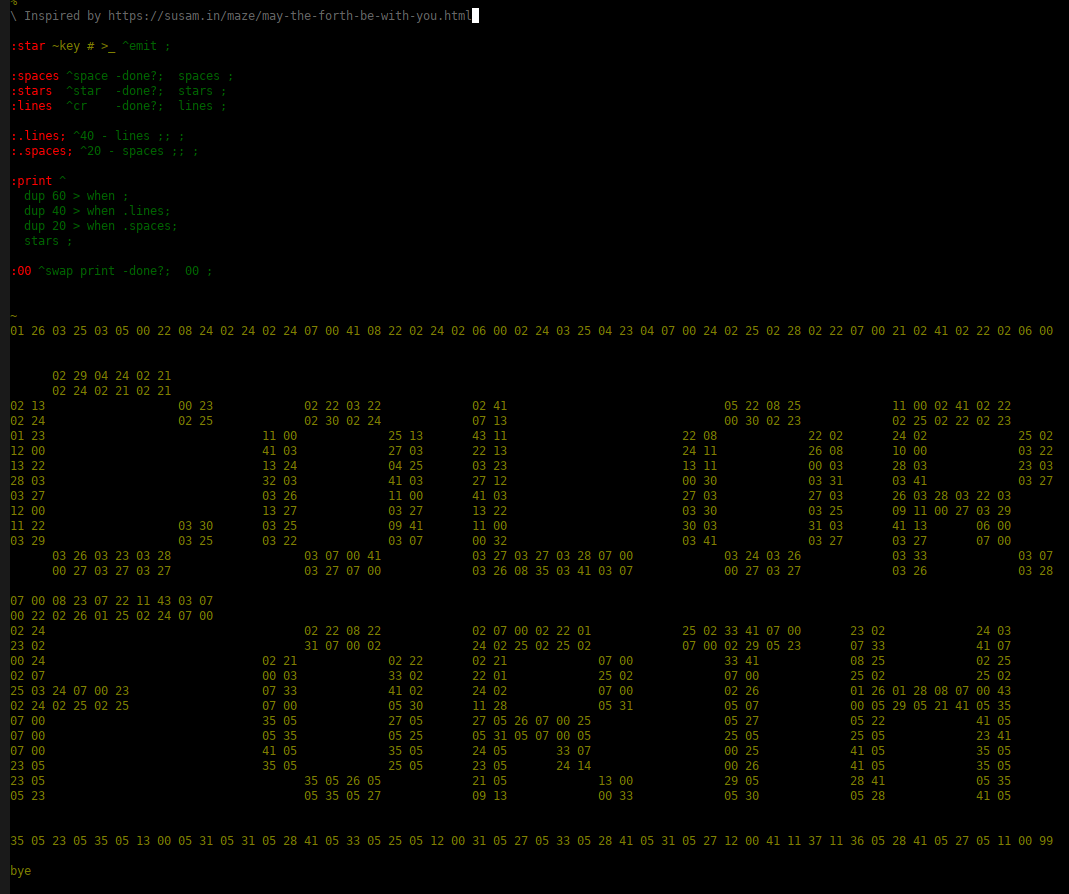 %
\ Inspired by https://susam.in/maze/may-the-forth-be-with-you.html
:star ~key # >_ ^emit ;
:spaces ^space -done?;  spaces ;
:stars  ^star  -done?;  stars ;
:lines  ^cr    -done?;  lines ;
:.lines; ^40 - lines ;; ;
:.spaces; ^20 - spaces ;; ;
:print ^
dup 60 > when ;
dup 40 > when .lines;
dup 20 > when .spaces;
stars ;
:00 ^swap print -done?;  00 ;
~
01 26 03 25 03 05 00 22 08 24 02 24 02 24 07 00 41 08 22 02 24 02 06 00 02 24 03 25 04 23 04 07 00 24 02 25 02 28 02 22 07 00 21 02 41 02 22 02 06 00
02 29 04 24 02 21
02 24 02 21 02 21
02 13 00 23 02 22 03 22 02 41 05 22 08 25 11 00 02 41 02 22
02 24 02 25 02 30 02 24 07 13 00 30 02 23 02 25 02 22 02 23
01 23 11 00 25 13 43 11 22 08 22 02 24 02 25 02
12 00 41 03 27 03 22 13 24 11 26 08 10 00 03 22
13 22 13 24 04 25 03 23 13 11 00 03 28 03 23 03
28 03 32 03 41 03 27 12 00 30 03 31 03 41 03 27
03 27 03 26 11 00 41 03 27 03 27 03 26 03 28 03 22 03
12 00 13 27 03 27 13 22 03 30 03 25 09 11 00 27 03 29
11 22 03 30 03 25 09 41 11 00 30 03 31 03 41 13 06 00
03 29 03 25 03 22 03 07 00 32 03 41 03 27 03 27 07 00
03 26 03 23 03 28 03 07 00 41 03 27 03 27 03 28 07 00 03 24 03 26 03 33 03 07
00 27 03 27 03 27 03 27 07 00 03 26 08 35 03 41 03 07 00 27 03 27 03 26 03 28
07 00 08 23 07 22 11 43 03 07
00 22 02 26 01 25 02 24 07 00
02 24 02 22 08 22 02 07 00 02 22 01 25 02 33 41 07 00 23 02 24 03
23 02 31 07 00 02 24 02 25 02 25 02 07 00 02 29 05 23 07 33 41 07
00 24 02 21 02 22 02 21 07 00 33 41 08 25 02 25
02 07 00 03 33 02 22 01 25 02 07 00 25 02 25 02
25 03 24 07 00 23 07 33 41 02 24 02 07 00 02 26 01 26 01 28 08 07 00 43
02 24 02 25 02 25 07 00 05 30 11 28 05 31 05 07 00 05 29 05 21 41 05 35
07 00 35 05 27 05 27 05 26 07 00 25 05 27 05 22 41 05
07 00 05 35 05 25 05 31 05 07 00 05 25 05 25 05 23 41
07 00 41 05 35 05 24 05 33 07 00 25 41 05 35 05
23 05 35 05 25 05 23 05 24 14 00 26 41 05 35 05
23 05 35 05 26 05 21 05 13 00 29 05 28 41 05 35
05 23 05 35 05 27 09 13 00 33 05 30 05 28 41 05
35 05 23 05 35 05 13 00 05 31 05 31 05 28 41 05 33 05 25 05 12 00 31 05 27 05 33 05 28 41 05 31 05 27 12 00 41 11 37 11 36 05 28 41 05 27 05 11 00 99
bye